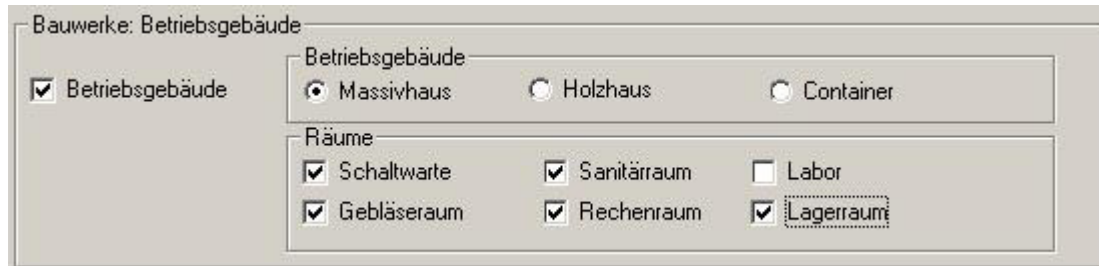 Bauwerke: Betriebsgebäude
Betriebsgebäude
Betriebsgebäude
Massivhaus Holzhaus Container
Räume
Schaltwarte Sanitärraum Labor
Gebläseraum Rechenraum Lagerraum